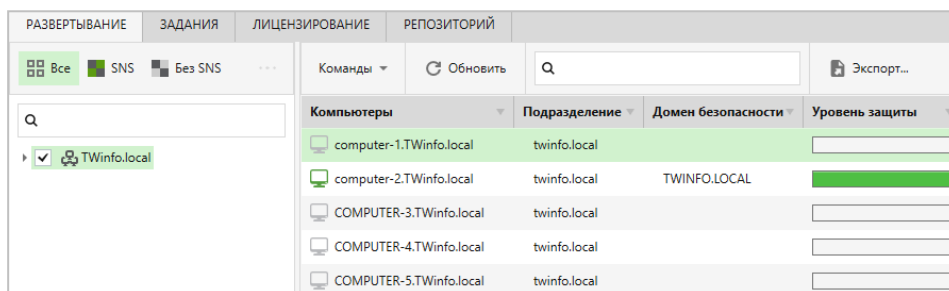 РАЗВЕРТЫВАНИЕ ЗАДАНИЯ ЛИЦЕНЗИРОВАНИЕ РЕПОЗИТОРИЙ
Все SNS Без SNS ... Команды Обновить Экспорт...
Компьютеры Подразделение Домен безопасности Уровень защиты
TWinfo.local
computer-1.TWinfo.local twinfo.local
computer-2.TWinfo.local twinfo.local TWINFO.LOCAL
COMPUTER-3.TWinfo.local twinfo.local
COMPUTER-4.TWinfo.local twinfo.local
COMPUTER-5.TWinfo.local twinfo.local